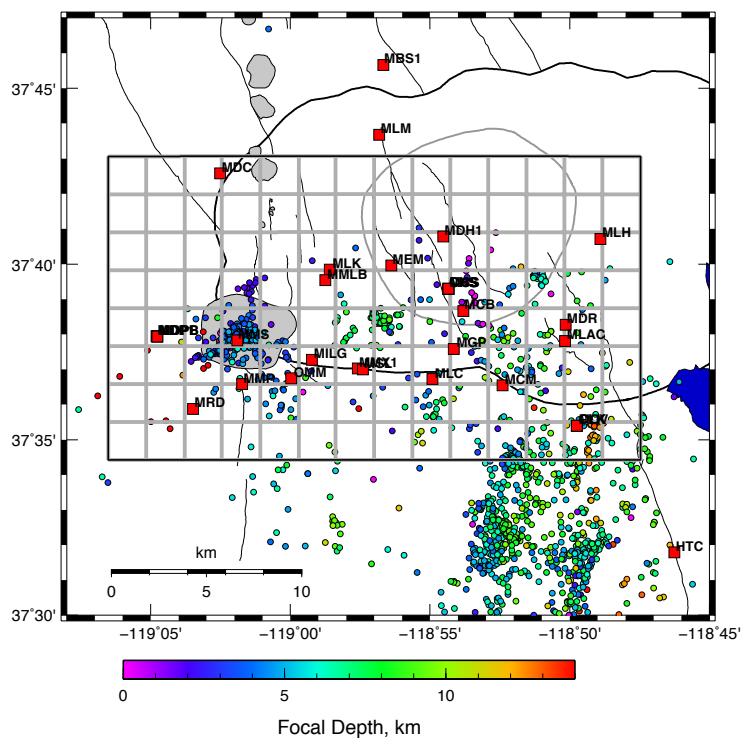 MBS1
37°45'
MLM
MDC
MDH1
MLH
37°40'
MLK
MEM
MMLB
MCB
MDR
MMS
MLAC
MGP
MILG
OMM
MLC
MMP
MCM
MRD
37°35'
HTC
km
0
5
10
37°30'
−119°05'
−119°00'
−118°55'
−118°50'
−118°45'
0
5
10
Focal Depth, km